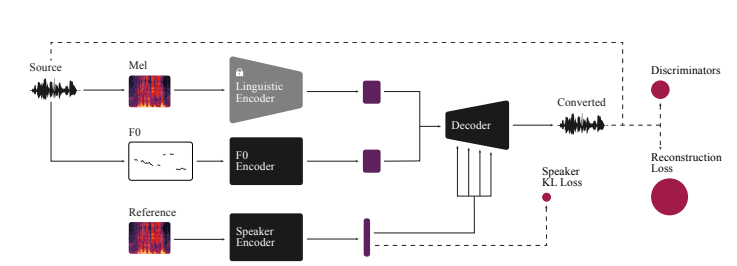 Source
Mel
Linguistic
Encoder
F0
F0
Encoder
Reference
Speaker
Encoder
Decoder
Converted
Speaker
KL Loss
Discriminators
Reconstruction
Loss